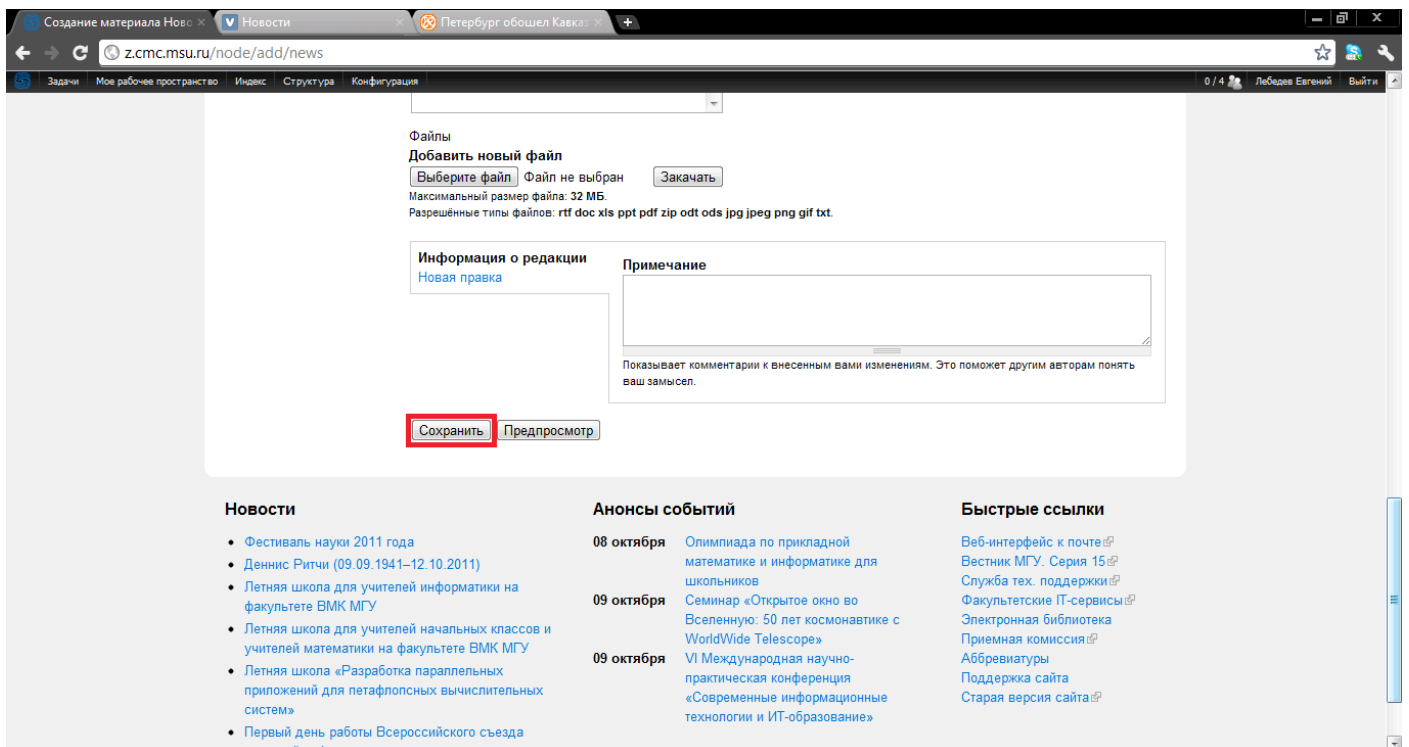 Создание материала Ново
Новости
Петербург обошел Кавказ
z.cmc.msu.ru/node/add/news
Задачи Мое рабочее пространство Индекс Структура Конфигурация 0 / 4 Лебедев Евгений Выйти
Файлы
Добавить новый файл
Выберите файл Файл не выбран Закачать
Максимальный размер файла: 32 МБ.
Разрешённые типы файлов: rtf doc xls ppt pdf zip odt ods jpg jpeg png gif txt.
Информация о редакции
Новая правка
Примечание
Показывает комментарии к внесенным вами изменениям. Это поможет другим авторам понять
ваш замысел.
Сохранить Предпросмотр
Новости
Фестиваль науки 2011 года
Деннис Ритчи (09.09.1941–12.10.2011)
Летняя школа для учителей информатики на
факультете ВМК МГУ
Летняя школа для учителей начальных классов и
учителей математики на факультете ВМК МГУ
Летняя школа «Разработка параллельных
приложений для петафлопсных вычислительных
систем»
Первый день работы Всероссийского съезда
Анонсы событий
08 октября Олимпиада по прикладной
математике и информатике для
школьников
09 октября Семинар «Открытое окно во
Вселенную: 50 лет космонавтике с
WorldWide Telescope»
09 октября VI Международная научно-
практическая конференция
«Современные информационные
технологии и ИТ-образование»
Быстрые ссылки
Веб-интерфейс к почте
Вестник МГУ. Серия 15
Служба тех. поддержки
Факультетские IT-сервисы
Электронная библиотека
Приемная комиссия
Аббревиатуры
Поддержка сайта
Старая версия сайта